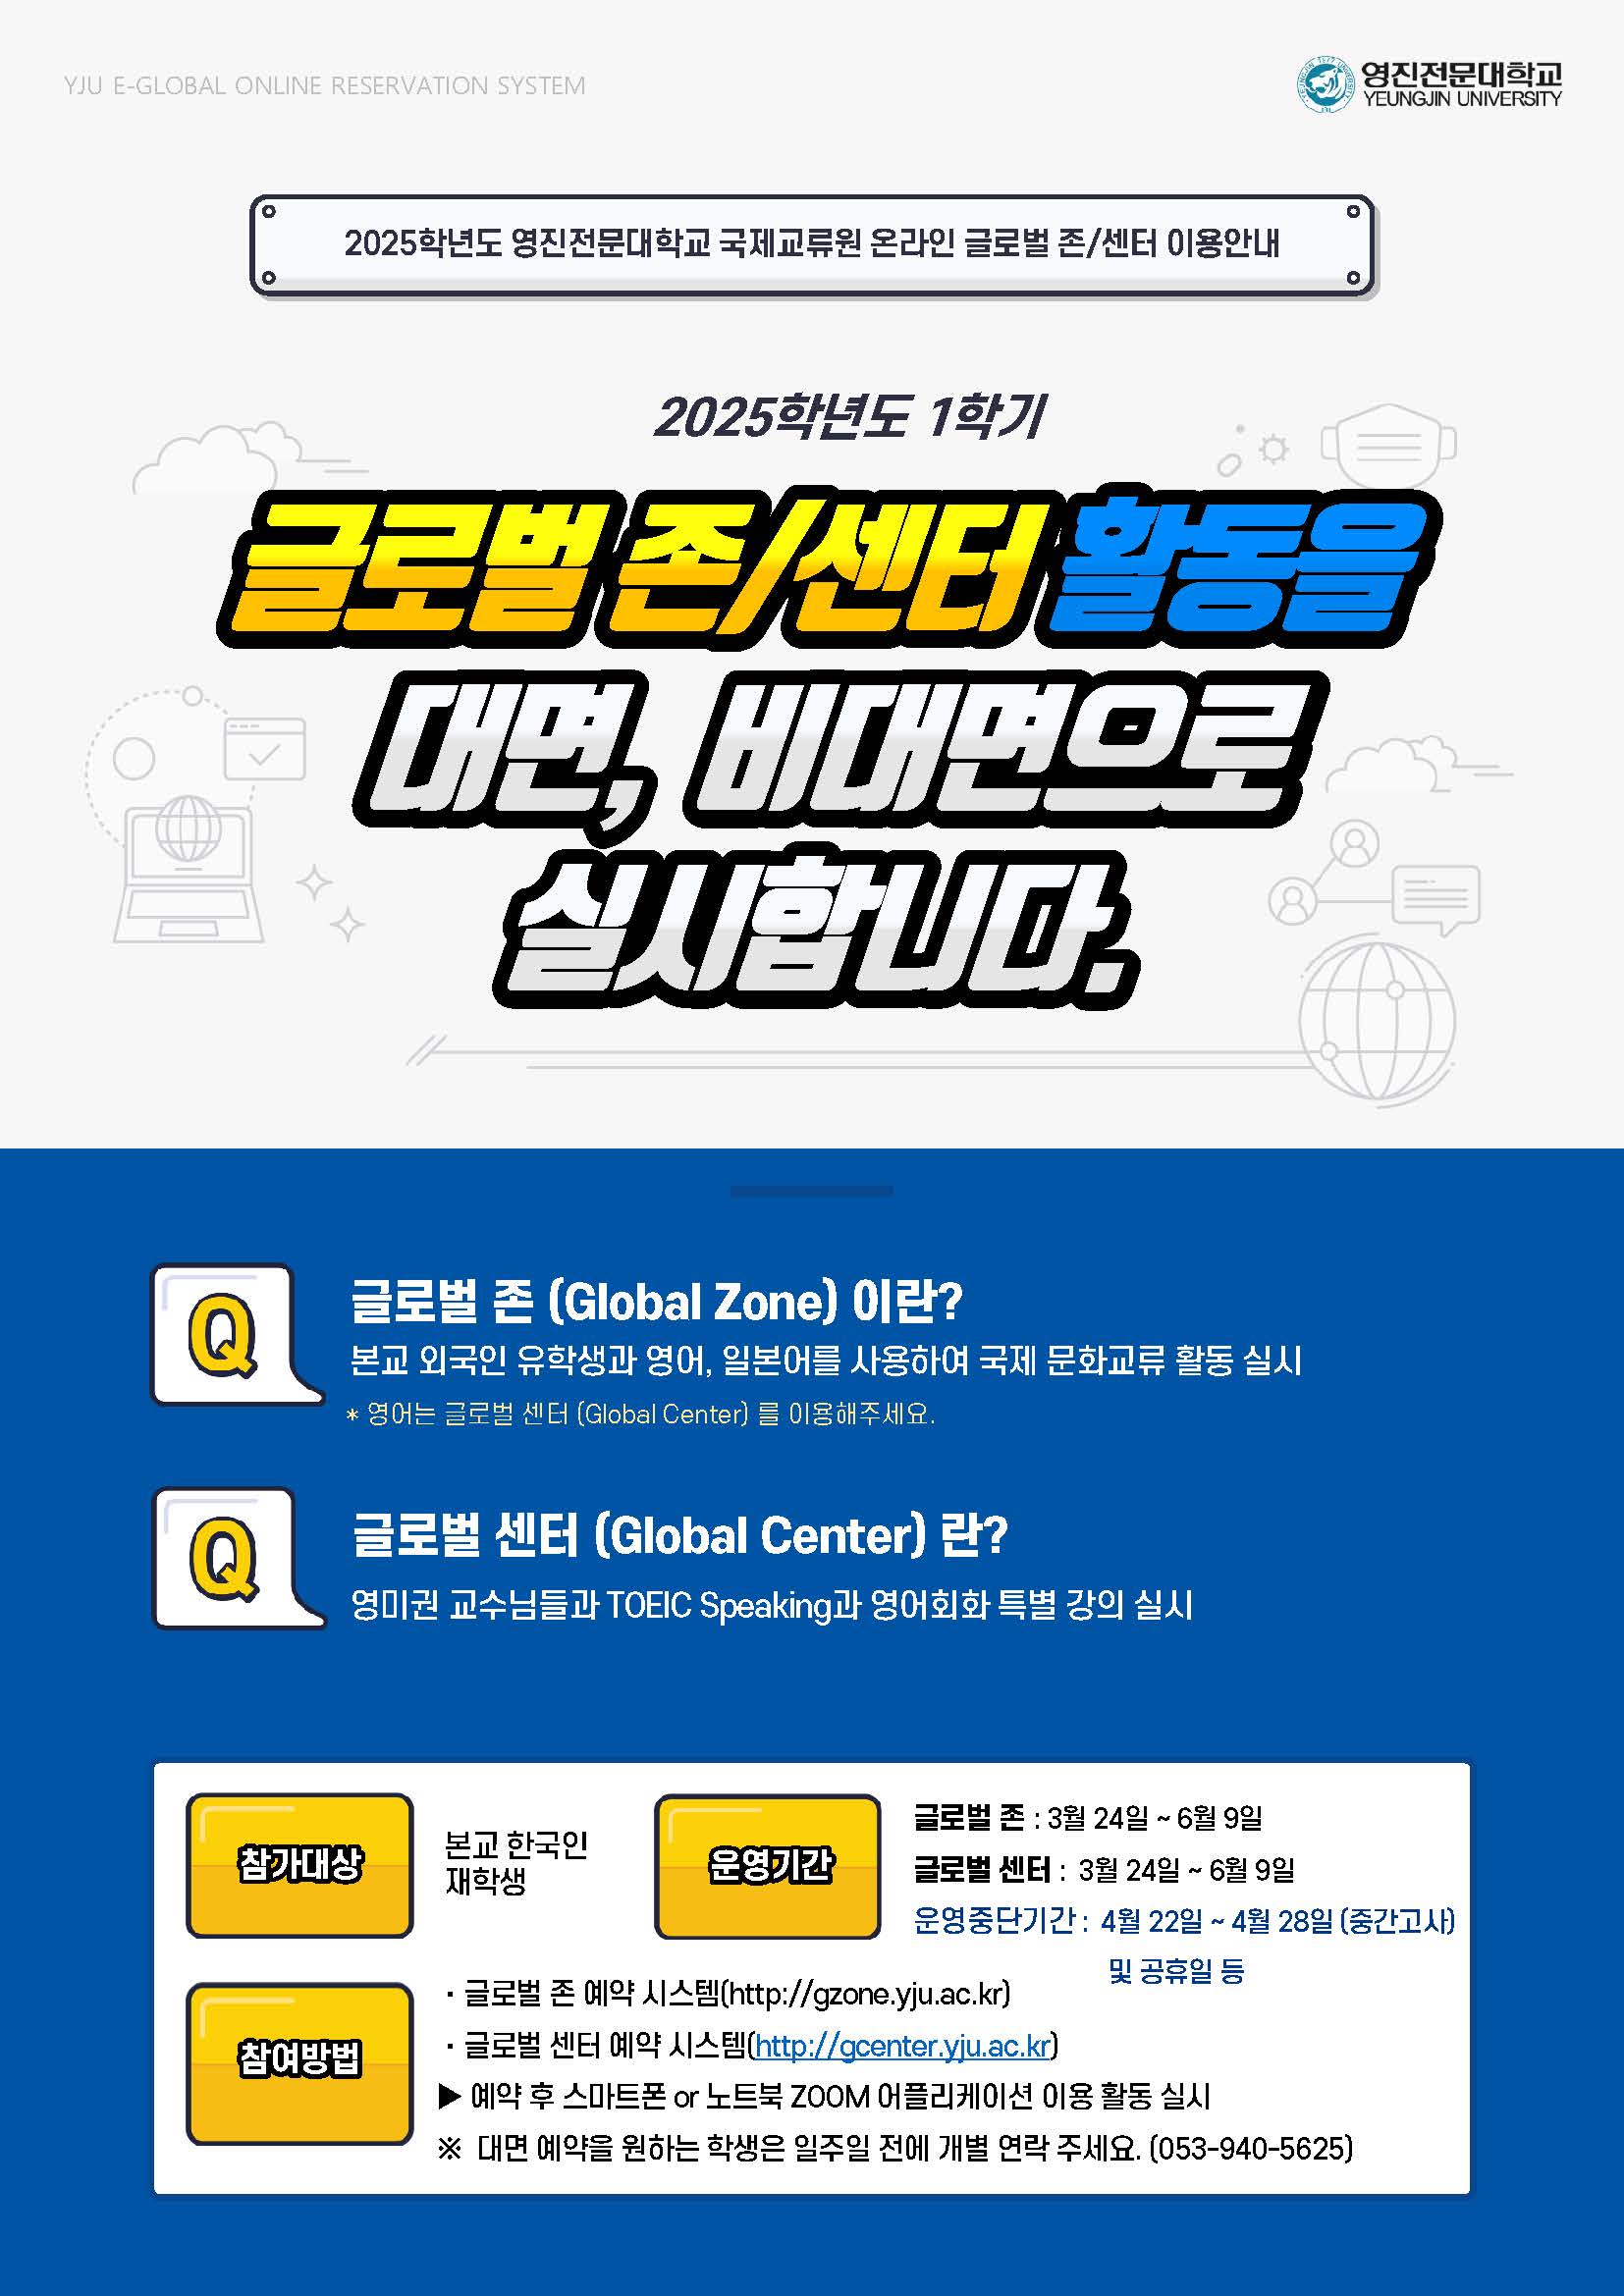 YJU E-GLOBAL ONLINE RESERVATION SYSTEM
영진전문대학교
YEUNGJIN UNIVERSITY
2025학년도 영진전문대학교 국제교류원 온라인 글로벌 존/센터 이용안내
2025학년도 1학기
글로벌 존/센터 활동을
대면, 비대면으로
실시합니다.
Q
글로벌 존 (Global Zone) 이란?
본교 외국인 유학생과 영어, 일본어를 사용하여 국제 문화교류 활동 실시
* 영어는 글로벌 센터 (Global Center) 를 이용해주세요.
Q
글로벌 센터 (Global Center) 란?
영미권 교수님들과 TOEIC Speaking과 영어회화 특별 강의 실시
참가대상
본교 한국인
재학생
운영기간
글로벌 존 : 3월 24일 ~ 6월 9일
글로벌 센터 : 3월 24일 ~ 6월 9일
운영중단기간 : 4월 22일 ~ 4월 28일 (중간고사)
및 공휴일 등
참여방법
· 글로벌 존 예약 시스템(http://gzone.yju.ac.kr)
· 글로벌 센터 예약 시스템(http://gcenter.yju.ac.kr)
▶ 예약 후 스마트폰 or 노트북 ZOOM 어플리케이션 이용 활동 실시
※ 대면 예약을 원하는 학생은 일주일 전에 개별 연락 주세요. (053-940-5625)